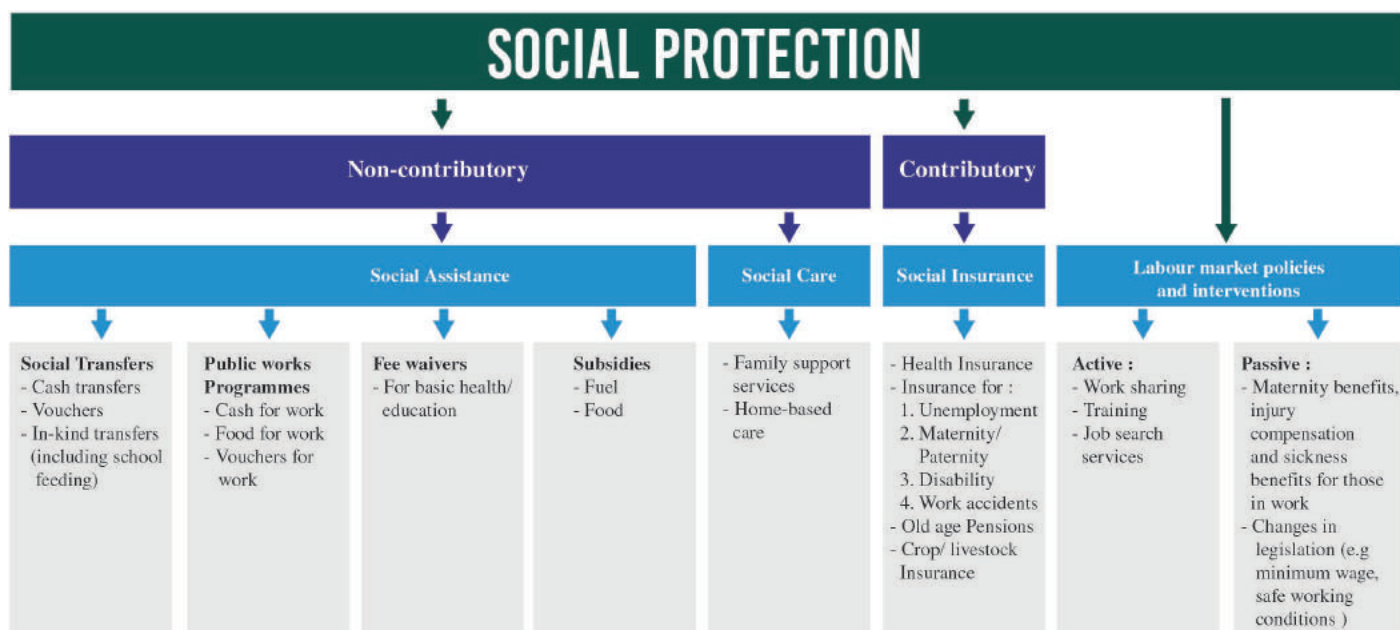 SOCIAL PROTECTION
Non-contributory
Contributory
Social Assistance
Social Care
Social Insurance
Labour market policies
and interventions
Social Transfers
- Cash transfers
- Vouchers
- In-kind transfers
(including school
feeding)
Public works
Programmes
- Cash for work
- Food for work
- Vouchers for
work
Fee waivers
- For basic health/
education
Subsidies
- Fuel
- Food
- Family support
services
- Home-based
care
- Health Insurance
- Insurance for :
1. Unemployment
2. Maternity/
Paternity
3. Disability
4. Work accidents
- Old age Pensions
- Crop/ livestock
Insurance
Active :
- Work sharing
- Training
- Job search
services
Passive :
- Maternity benefits,
injury
compensation
and sickness
benefits for those
in work
- Changes in
legislation (e.g
minimum wage,
safe working
conditions )